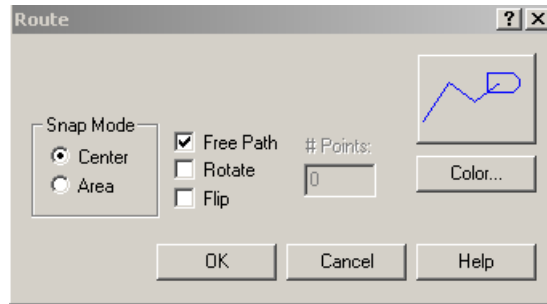 Route
Snap Mode
Center
Area
Free Path
Rotate
Flip
# Points:
0
Color...
OK
Cancel
Help